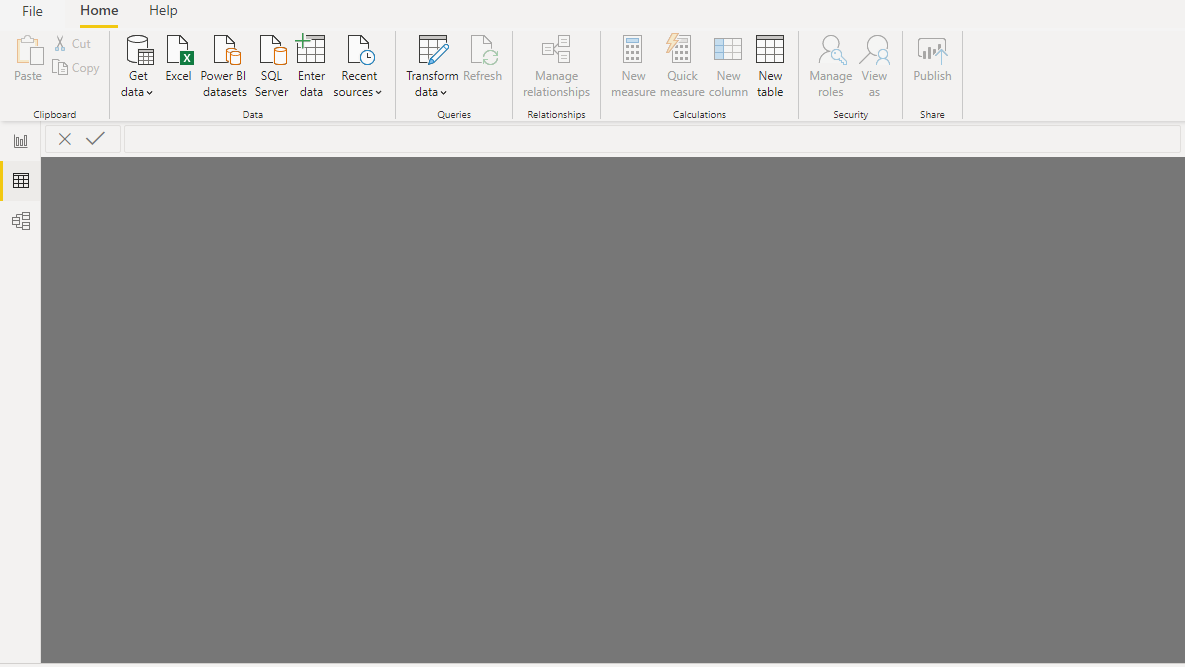 File Home Help
Paste Cut Copy
Clipboard
Get data Excel Power BI datasets SQL Server Enter data Recent sources
Data
Transform data Refresh
Queries
Manage relationships
Relationships
New measure Quick measure New column New table
Calculations
Manage roles View as
Security
Publish
Share